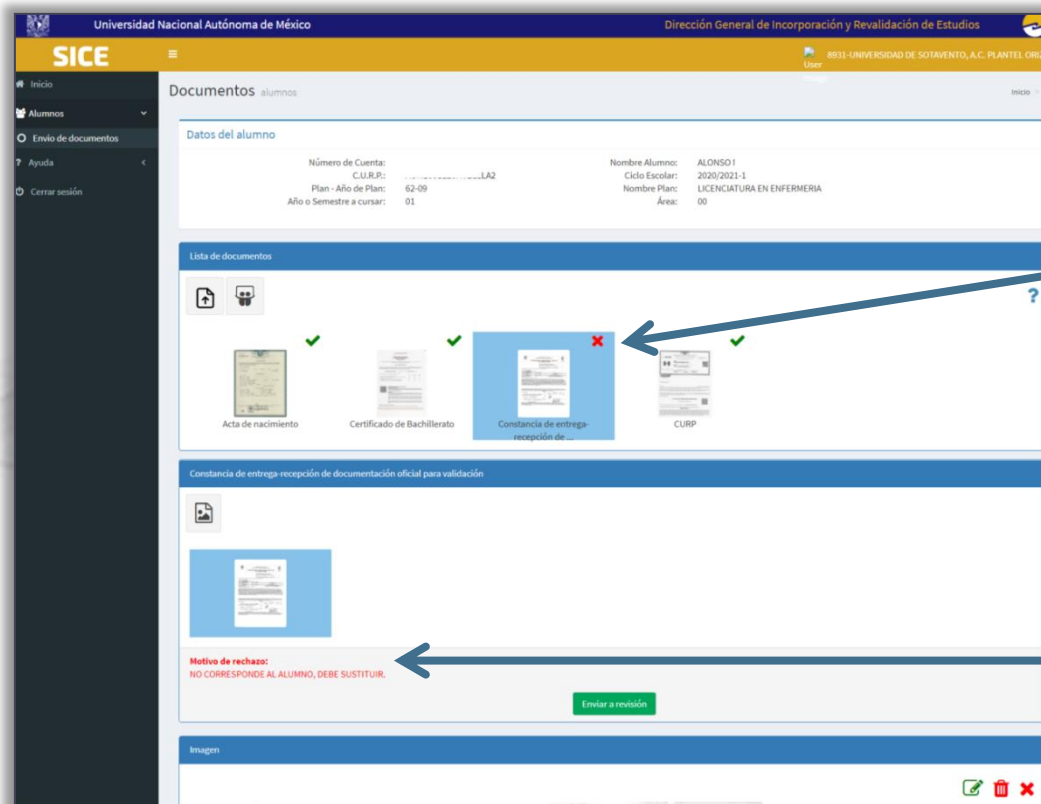 Universidad Nacional Autónoma de México
Dirección General de Incorporación y Revalidación de Estudios
SICE
User
8931-UNIVERSIDAD DE SOTAVENTO, A.C. PLANTEL ORI
Inicio
Alumnos
Envio de documentos
? Ayuda
Cerrar sesión
Documentos alumnos
Inicio
Datos del alumno
Número de Cuenta:
Nombre Alumno: ALONSO
C.U.R.P.: LA2
Ciclo Escolar: 2020/2021-1
Plan - Año de Plan: 62-09
Nombre Plan: LICENCIATURA EN ENFERMERIA
Año o Semestre a cursar: 01
Área: 00
Lista de documentos
?
Acta de nacimiento
Certificado de Bachillerato
Constancia de entrega-
recepción de ...
CURP
Constancia de entrega-recepción de documentación oficial para validación
Motivo de rechazo:
NO CORRESPONDE AL ALUMNO, DEBE SUSTITUIR.
Enviar a revisión
Imagen